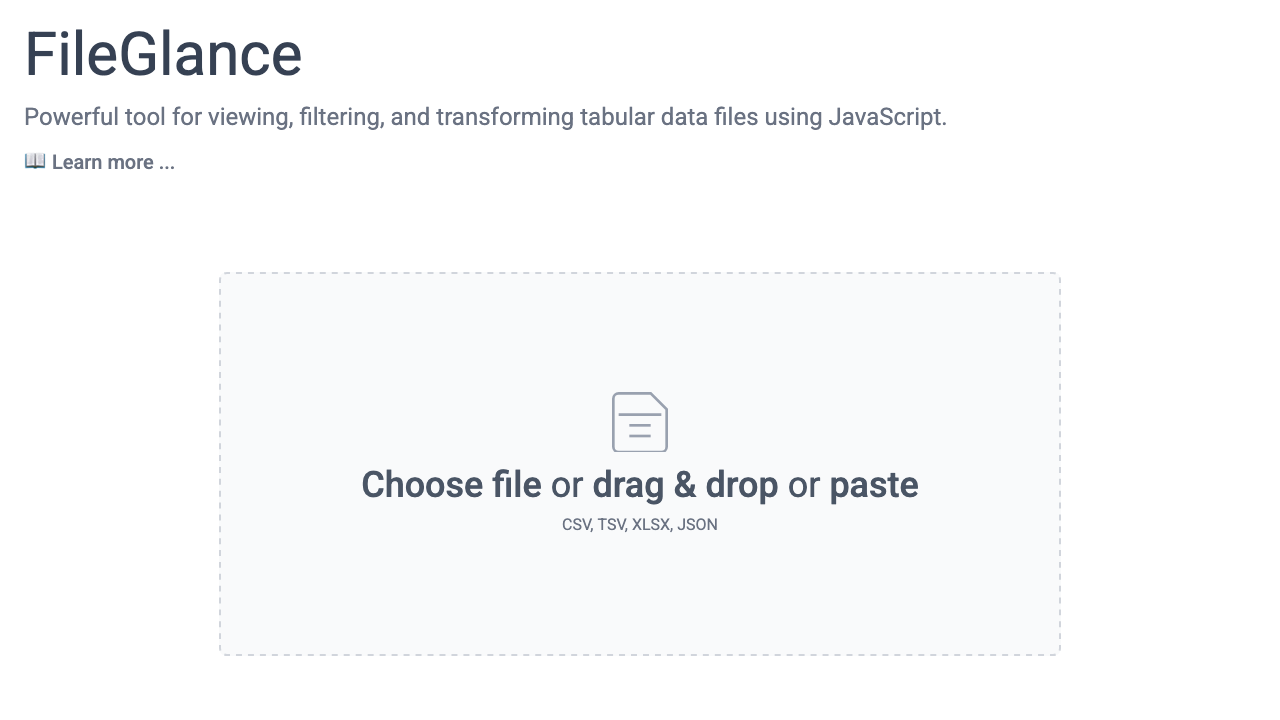 FileGlance
Powerful tool for viewing, filtering, and transforming tabular data files using JavaScript.
📖 Learn more ...
Choose file or drag & drop or paste
CSV, TSV, XLSX, JSON